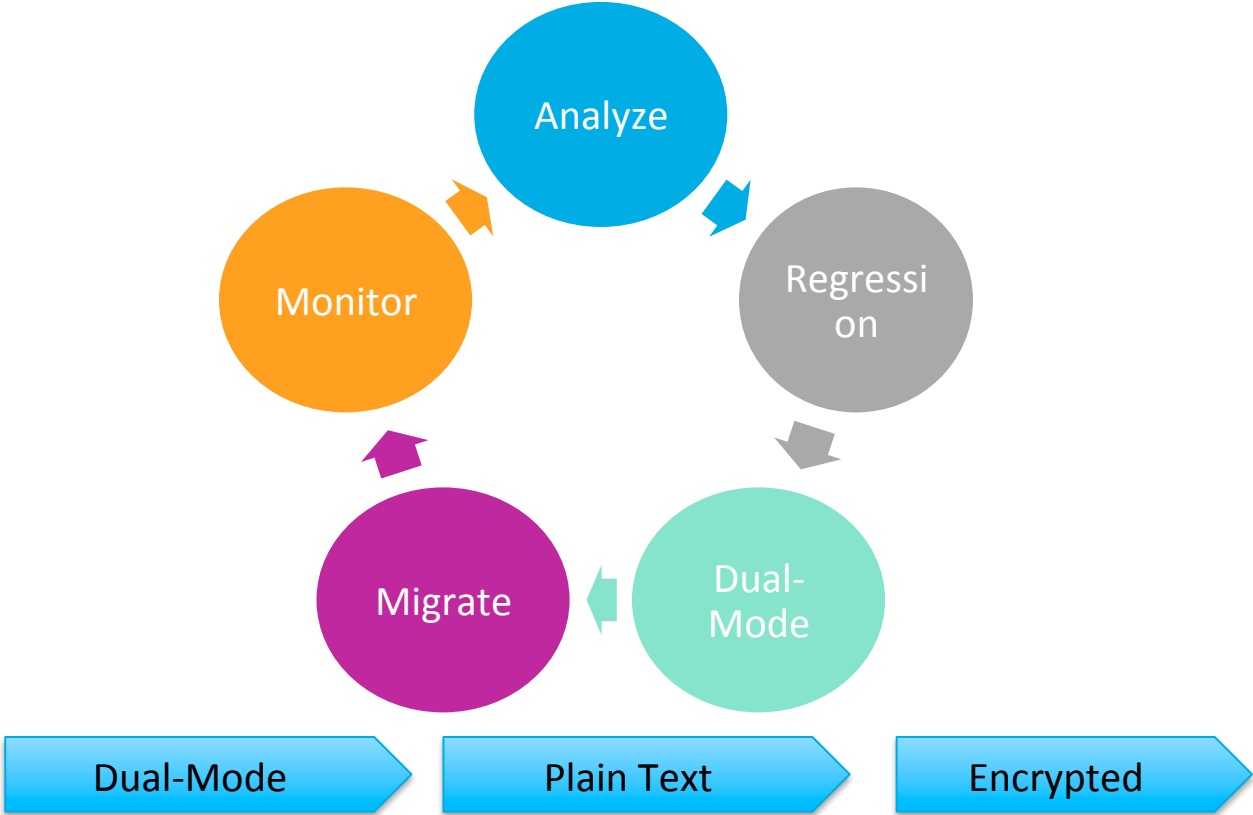 Analyze
Monitor
Regressi
on
Migrate
Dual-
Mode
Dual-Mode
Plain Text
Encrypted